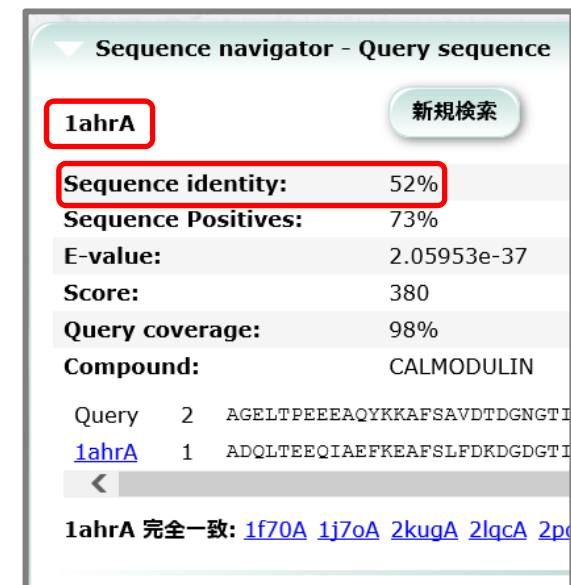 Sequence navigator - Query sequence
1ahrA 新規検索
Sequence identity: 52%
Sequence Positives: 73%
E-value: 2.05953e-37
Score: 380
Query coverage: 98%
Compound: CALMODULIN
Query 2 AGELTPEEEAQYKKAFSAVDTDGNGTI
1ahrA 1 ADQLTEEQIAEFKEAFSLFDKDGDGTI
1ahrA 完全一致: 1f70A 1j7oA 2kugA 2lqcA